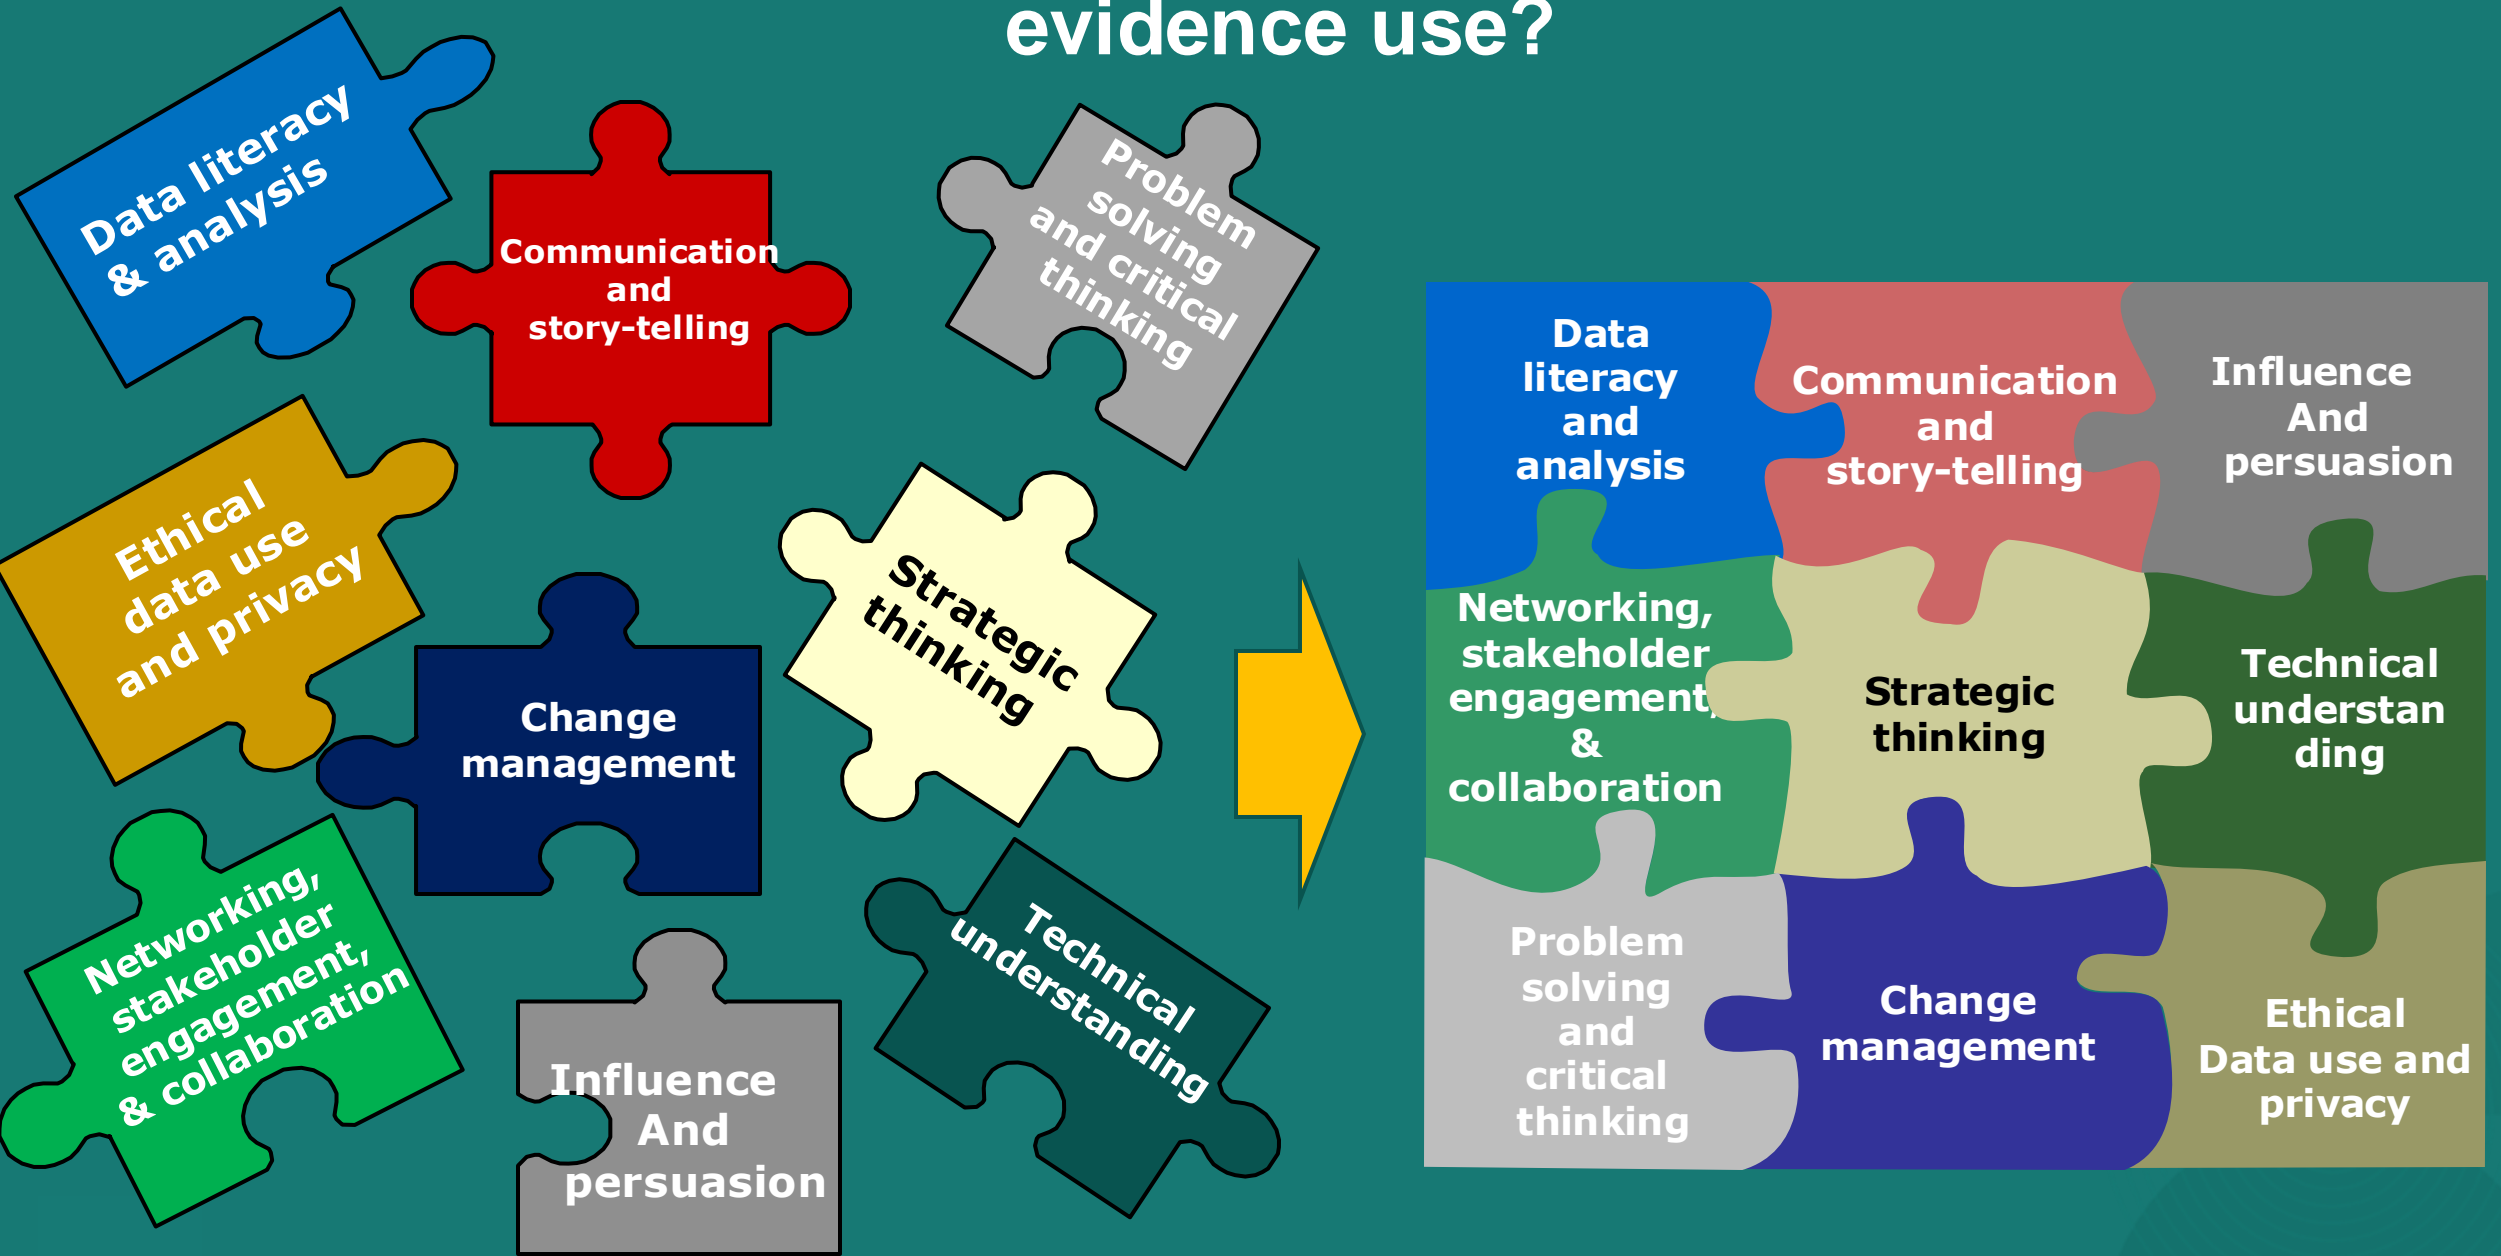 evidence use?
Data literacy
& analysis
Communication
and
story-telling
Problem
solving
and critical
thinking
Ethical
data use
and privacy
Strategic
thinking
Change
management
Networking,
stakeholder
engagement,
& collaboration
Technical
understanding
Influence
And
persuasion
Data
literacy
and
analysis
Communication
and
story-telling
Influence
And
persuasion
Networking,
stakeholder
engagement,
&
collaboration
Strategic
thinking
Technical
understan
ding
Problem
solving
and
critical
thinking
Change
management
Ethical
Data use and
privacy